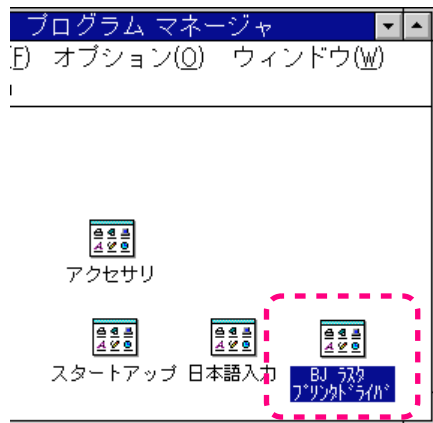 プログラム マネージャ
(F) オプション(O) ウィンドウ(W)
アクセサリ
スタートアップ 日本語入力 BJ ﾗｽﾀ
ﾌﾟﾘﾝﾀﾄﾞﾗｲﾊﾞ